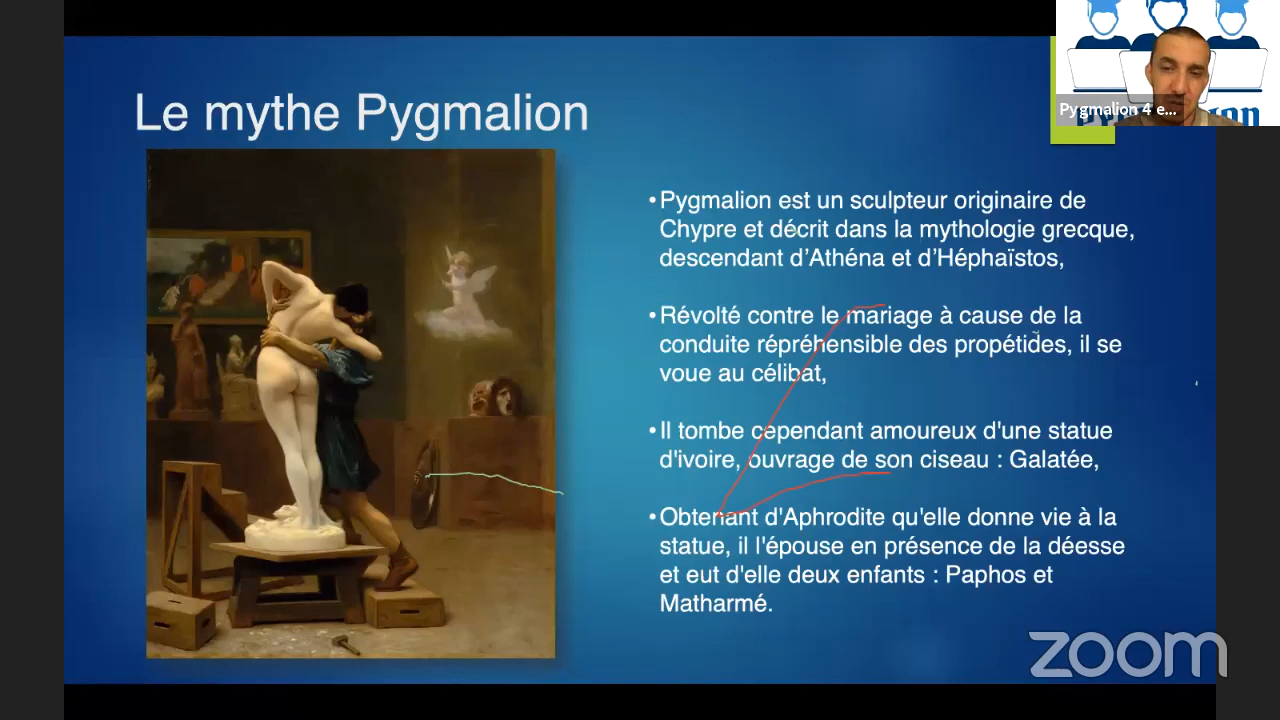 Le mythe Pygmalion
Pygmalion 4 e...
•Pygmalion est un sculpteur originaire de
Chypre et décrit dans la mythologie grecque,
descendant d’Athéna et d’Héphaïstos,
•Révolté contre le mariage à cause de la
conduite répréhensible des propétides, il se
voue au célibat,
•Il tombe cependant amoureux d'une statue
d'ivoire, ouvrage de son ciseau : Galatée,
•Obtenant d'Aphrodite qu'elle donne vie à la
statue, il l'épouse en présence de la déesse
et eut d'elle deux enfants : Paphos et
Matharmé.
zoom